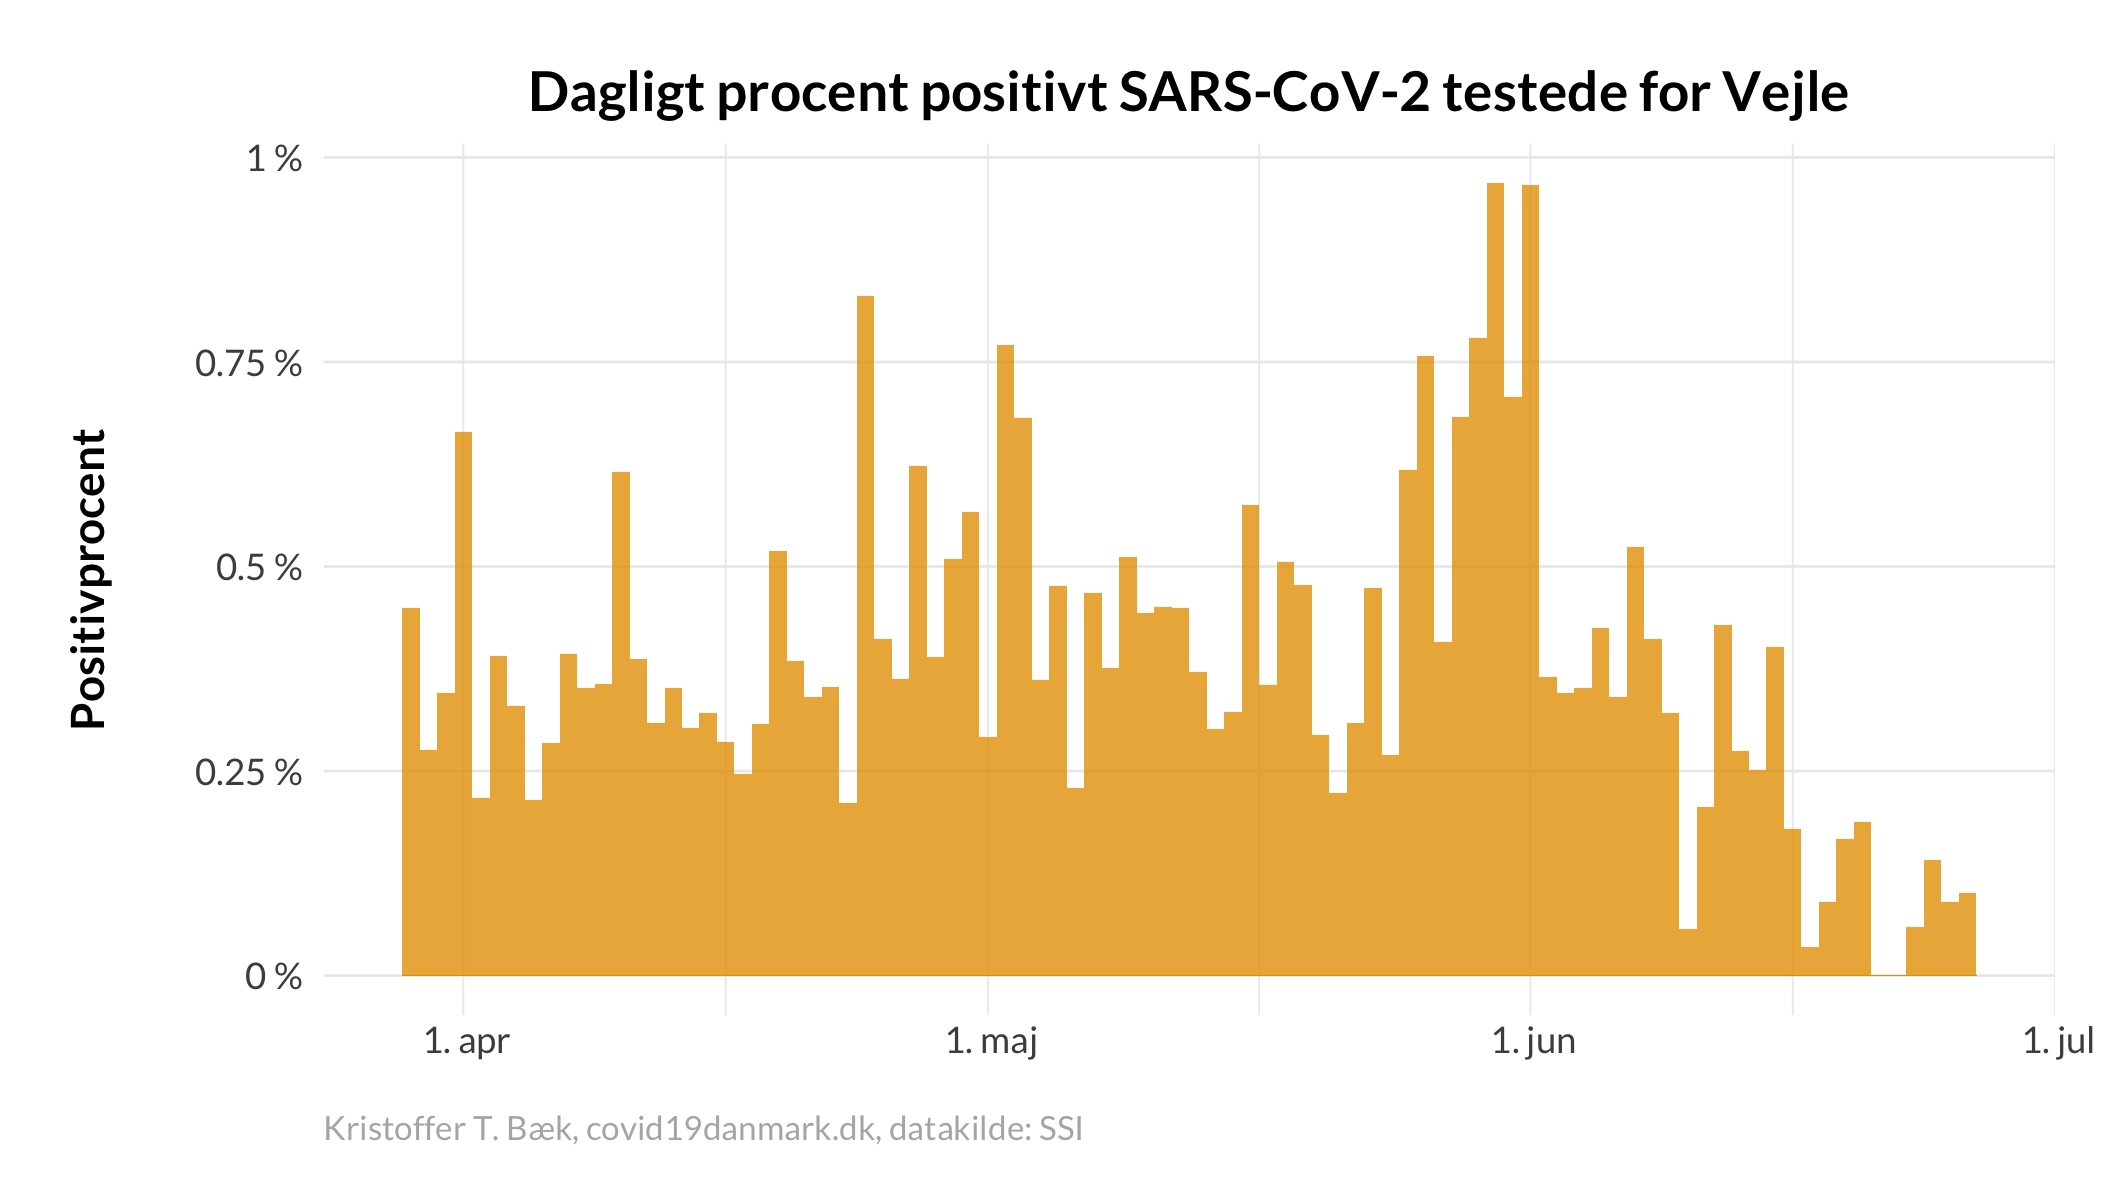 Dagligt procent positivt SARS-CoV-2 testede for Vejle
Positivprocent
1 %
0.75 %
0.5 %
0.25 %
0 %
1. apr
1. maj
1. jun
1. jul
Kristoffer T. Bæk, covid19danmark.dk, datakilde: SSI